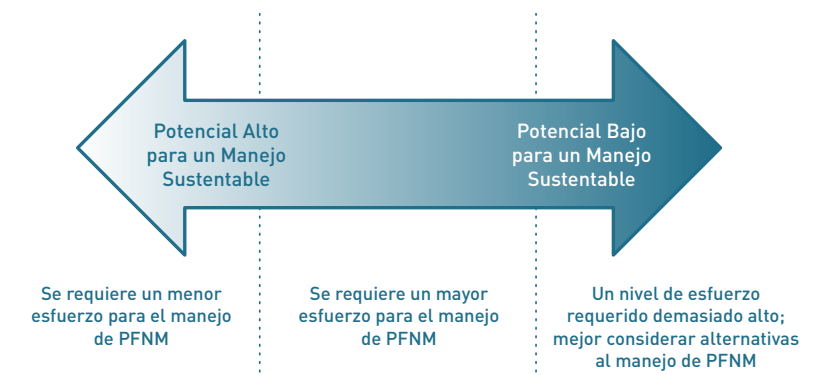 Potencial Alto
para un Manejo
Sustentable
Potencial Bajo
para un Manejo
Sustentable
Se requiere un menor
esfuerzo para el manejo
de PFNM
Se requiere un mayor
esfuerzo para el manejo
de PFNM
Un nivel de esfuerzo
requerido demasiado alto;
mejor considerar alternativas
al manejo de PFNM